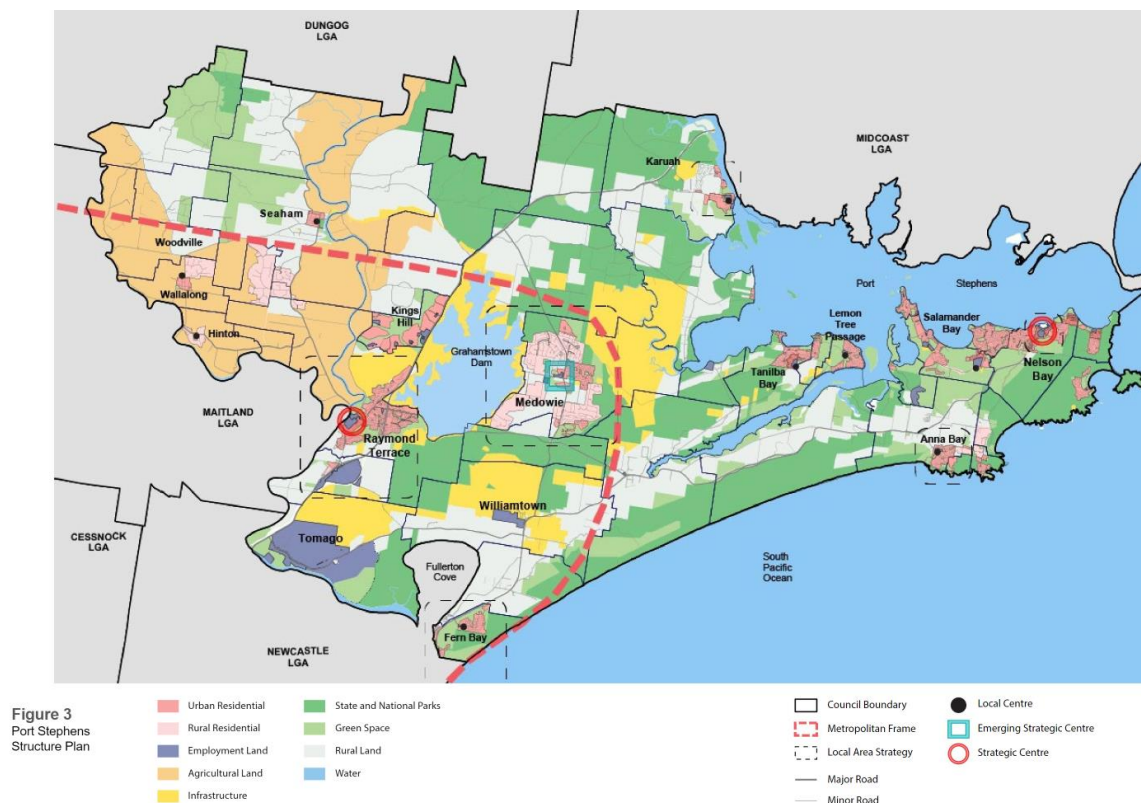 DUNGOG
LGA
MIDCOAST
LGA
Karuah
Seaham
Woodville
Wallalong
Hinton
Kings
Hill
Grahamstown
Dam
Port
Stephens
Lemon
Tree
Passage
Salamander
Bay
Nelson
Bay
Tanilba
Bay
Medowie
MAITLAND
LGA
Raymond
Terrace
Anna Bay
Williamtown
Tomago
CESSNOCK
LGA
Fullerton
Cove
South
Pacific
Ocean
Fern Bay
NEWCASTLE
LGA
Figure 3
Port Stephens
Structure Plan
Urban Residential
Rural Residential
Employment Land
Agricultural Land
Infrastructure
State and National Parks
Green Space
Rural Land
Water
Council Boundary
Metropolitan Frame
Local Area Strategy
Major Road
Minor Road
Local Centre
Emerging Strategic Centre
Strategic Centre